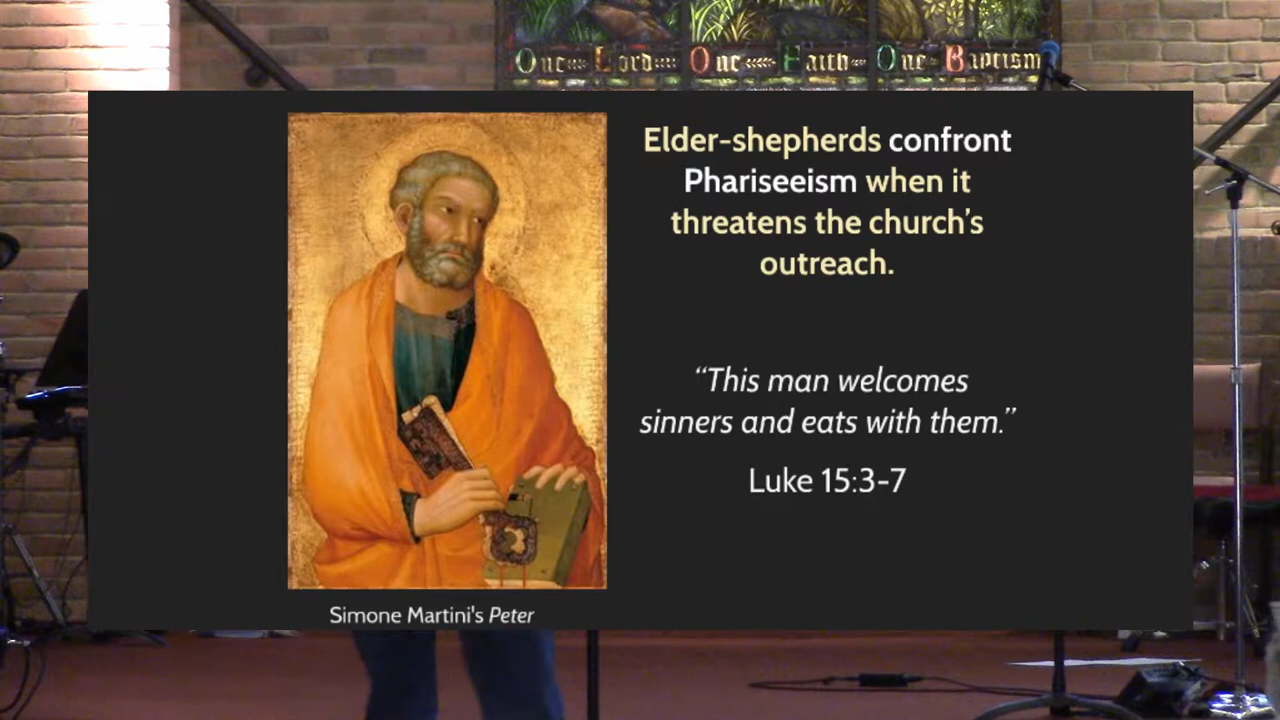 One Lord One Faith One Baptism
Elder-shepherds confront
Phariseeism when it
threatens the church’s
outreach.
“This man welcomes
sinners and eats with them.”
Luke 15:3-7
Simone Martini's Peter